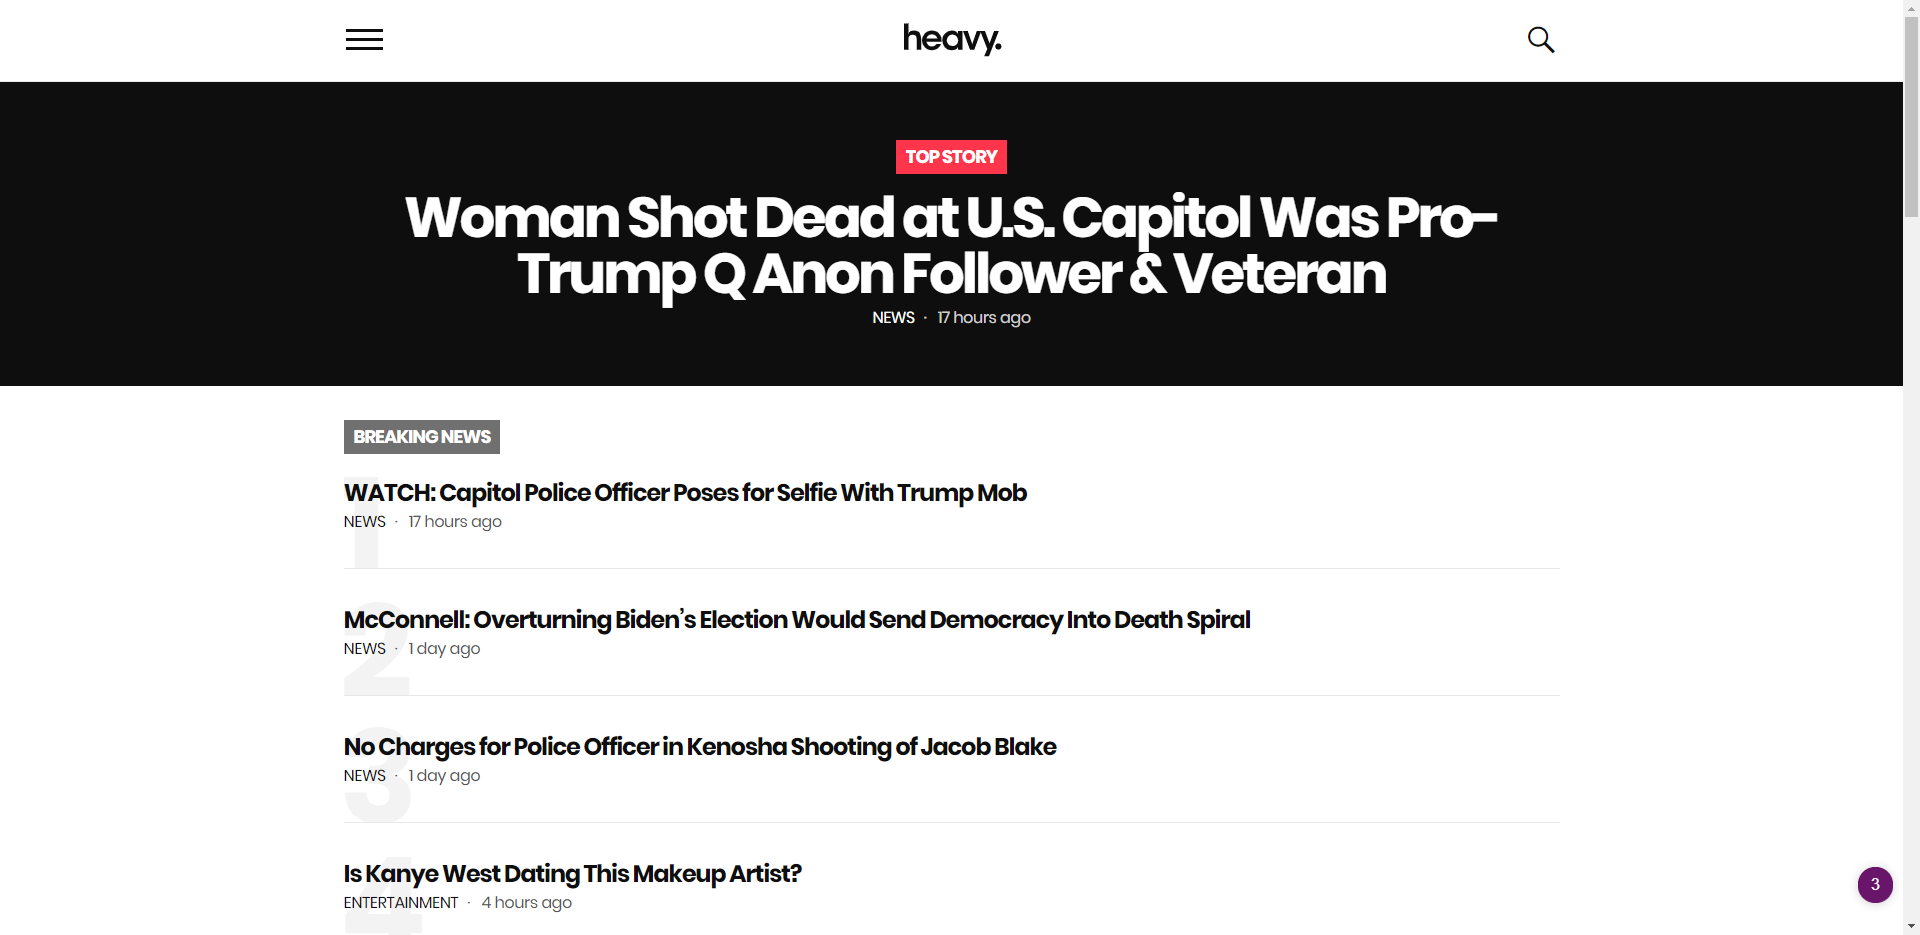 heavy.
TOP STORY
Woman Shot Dead at U.S. Capitol Was Pro-
Trump Q Anon Follower & Veteran
NEWS · 17 hours ago
BREAKING NEWS
1
WATCH: Capitol Police Officer Poses for Selfie With Trump Mob
NEWS · 17 hours ago
2
McConnell: Overturning Biden’s Election Would Send Democracy Into Death Spiral
NEWS · 1 day ago
3
No Charges for Police Officer in Kenosha Shooting of Jacob Blake
NEWS · 1 day ago
4
Is Kanye West Dating This Makeup Artist?
ENTERTAINMENT · 4 hours ago
3